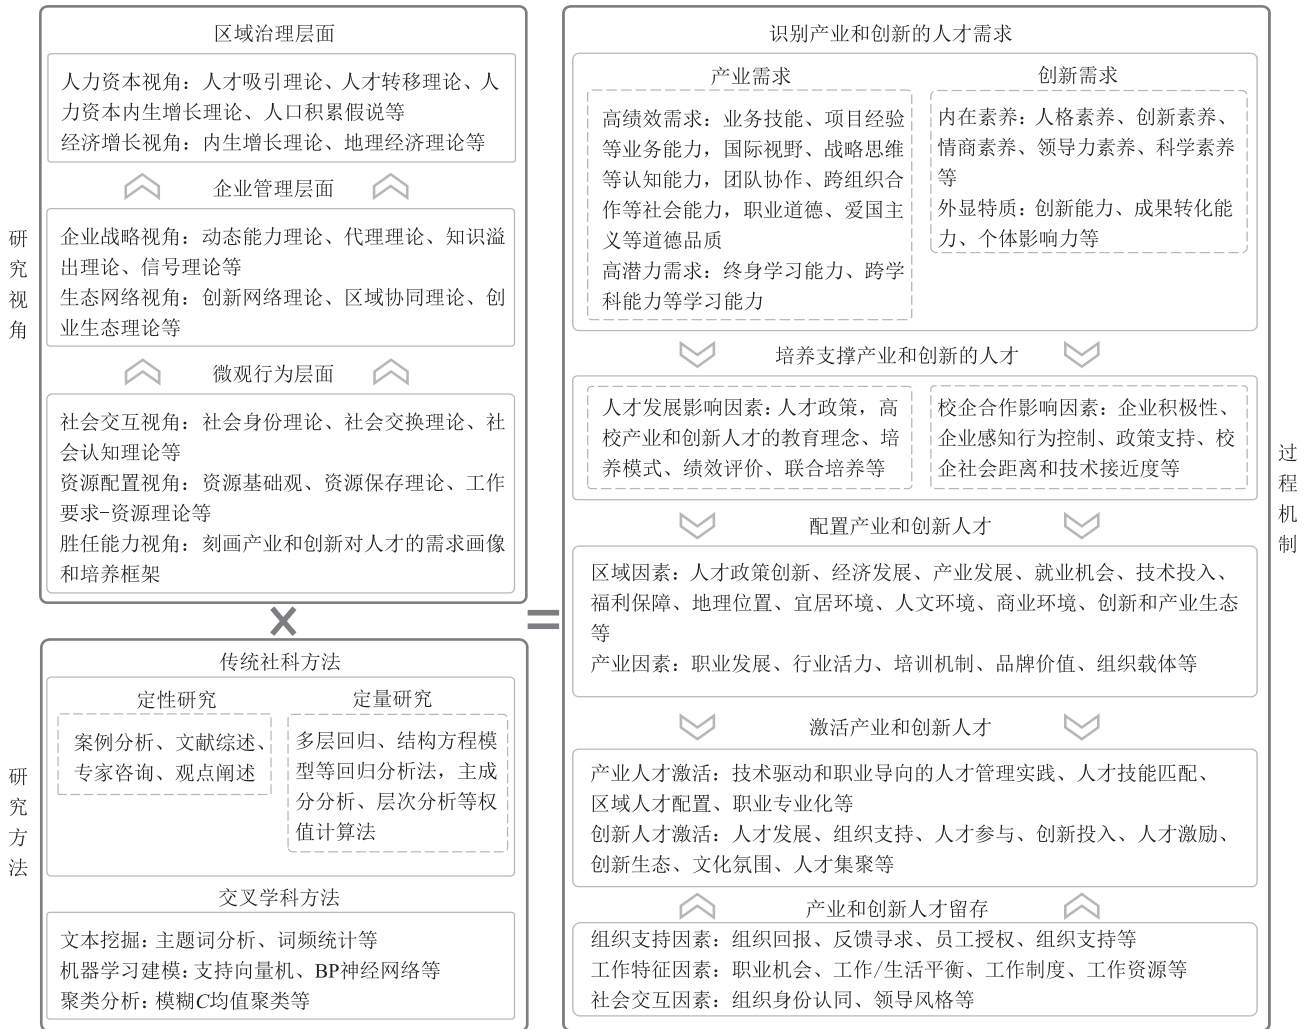 研究视角
区域治理层面
人力资本视角：人才吸引理论、人才转移理论、人
力资本内生增长理论、人口积累假说等
经济增长视角：内生增长理论、地理经济理论等
企业管理层面
企业战略视角：动态能力理论、代理理论、知识溢
出理论、信号理论等
生态网络视角：创新网络理论、区域协同理论、创
业生态理论等
微观行为层面
社会交互视角：社会身份理论、社会交换理论、社
会认知理论等
资源配置视角：资源基础观、资源保存理论、工作
要求-资源理论等
胜任能力视角：刻画产业和创新对人才的需求画像
和培养框架
×
研究方法
传统社科方法
定性研究
案例分析、文献综述、
专家咨询、观点阐述
定量研究
多层回归、结构方程模
型等回归分析法，主成
分分析、层次分析等权
值计算法
交叉学科方法
文本挖掘：主题词分析、词频统计等
机器学习建模：支持向量机、BP神经网络等
聚类分析：模糊C均值聚类等
=
过程机制
识别产业和创新的人才需求
产业需求
高绩效需求：业务技能、项目经验
等业务能力，国际视野、战略思维
等认知能力，团队协作、跨组织合
作等社会能力，职业道德、爱国主
义等道德品质
高潜力需求：终身学习能力、跨学
科能力等学习能力
创新需求
内在素养：人格素养、创新素养、
情商素养、领导力素养、科学素养
等
外显特质：创新能力、成果转化能
力、个体影响力等
培养支撑产业和创新的人才
人才发展影响因素：人才政策，高
校产业和创新人才的教育理念、培
养模式、绩效评价、联合培养等
校企合作影响因素：企业积极性、
企业感知行为控制、政策支持、校
企社会距离和技术接近度等
配置产业和创新人才
区域因素：人才政策创新、经济发展、产业发展、就业机会、技术投入、
福利保障、地理位置、宜居环境、人文环境、商业环境、创新和产业生态
等
产业因素：职业发展、行业活力、培训机制、品牌价值、组织载体等
激活产业和创新人才
产业人才激活：技术驱动和职业导向的人才管理实践、人才技能匹配、
区域人才配置、职业专业化等
创新人才激活：人才发展、组织支持、人才参与、创新投入、人才激励、
创新生态、文化氛围、人才集聚等
产业和创新人才留存
组织支持因素：组织回报、反馈寻求、员工授权、组织支持等
工作特征因素：职业机会、工作/生活平衡、工作制度、工作资源等
社会交互因素：组织身份认同、领导风格等